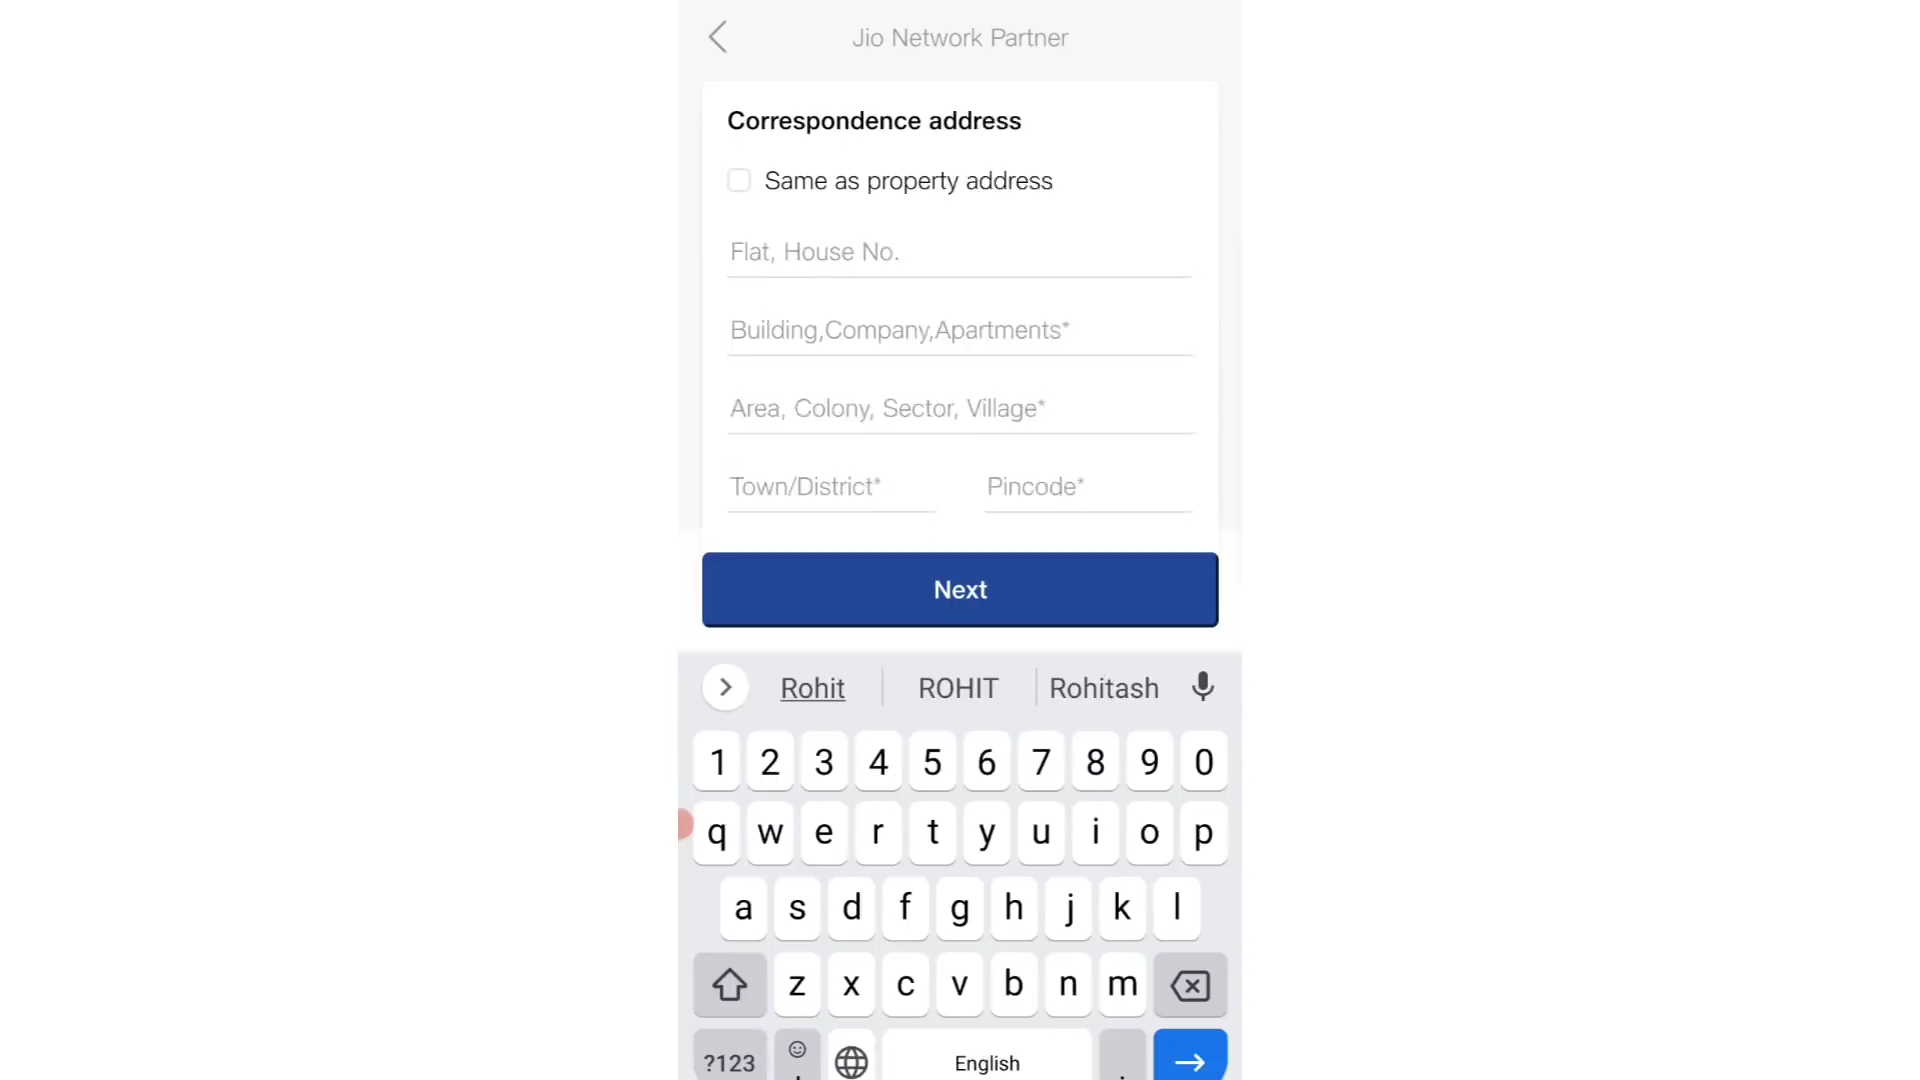 Jio Network Partner
Correspondence address
Same as property address
Flat, House No.
Building,Company,Apartments*
Area, Colony, Sector, Village*
Town/District* Pincode*
Next
Rohit ROHIT Rohitash
1 2 3 4 5 6 7 8 9 0
q w e r t y u i o p
a s d f g h j k l
z x c v b n m
?123 English